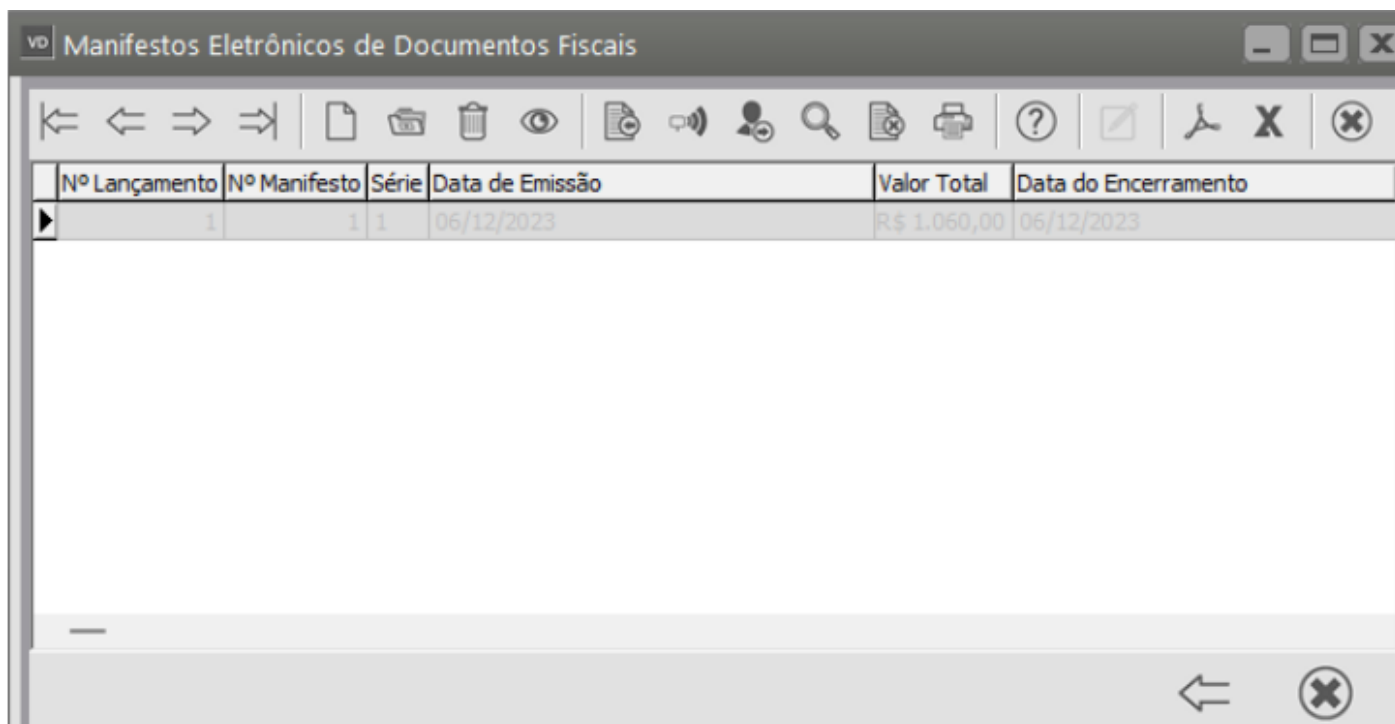 VD Manifestos Eletrônicos de Documentos Fiscais
Nº Lançamento Nº Manifesto Série Data de Emissão Valor Total Data do Encerramento
1 1 1 06/12/2023 R$ 1.060,00 06/12/2023